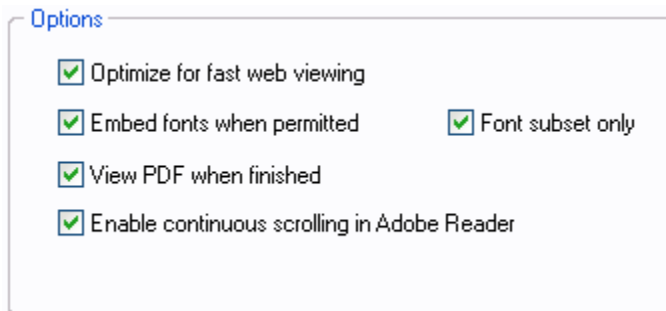 Options
Optimize for fast web viewing
Embed fonts when permitted Font subset only
View PDF when finished
Enable continuous scrolling in Adobe Reader